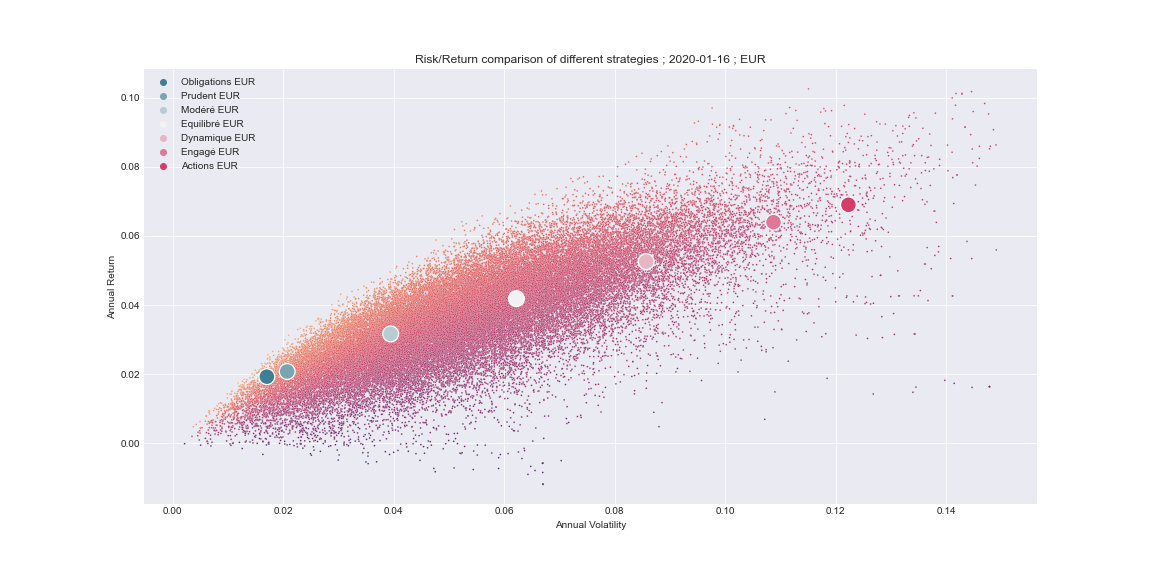 Risk/Return comparison of different strategies ; 2020-01-16 ; EUR
Obligations EUR
Prudent EUR
Modéré EUR
Equilibré EUR
Dynamique EUR
Engagé EUR
Actions EUR
Annual Return
0.10
0.08
0.06
0.04
0.02
0.00
0.00 0.02 0.04 0.06 0.08 0.10 0.12 0.14
Annual Volatility